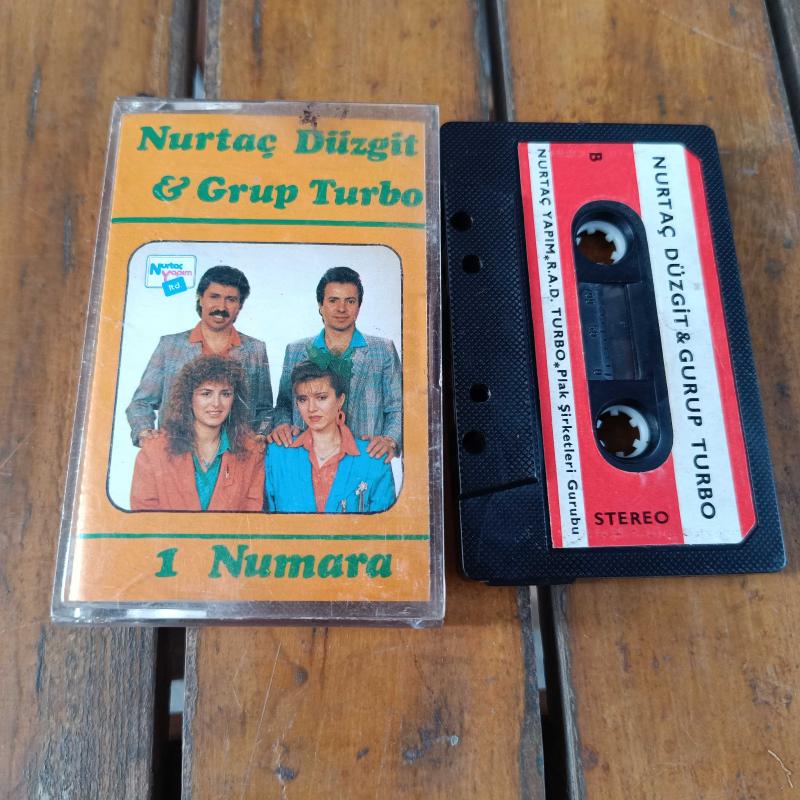 Nurtaç Düzgit
& Grup Turbo
Nurtaç
Yapım
ltd
1 Numara
B
NURTAÇ DÜZGİT & GURUP TURBO
NURTAÇ YAPIM*R.A.D. TURBO*Plak Şirketleri Gurubu
STEREO